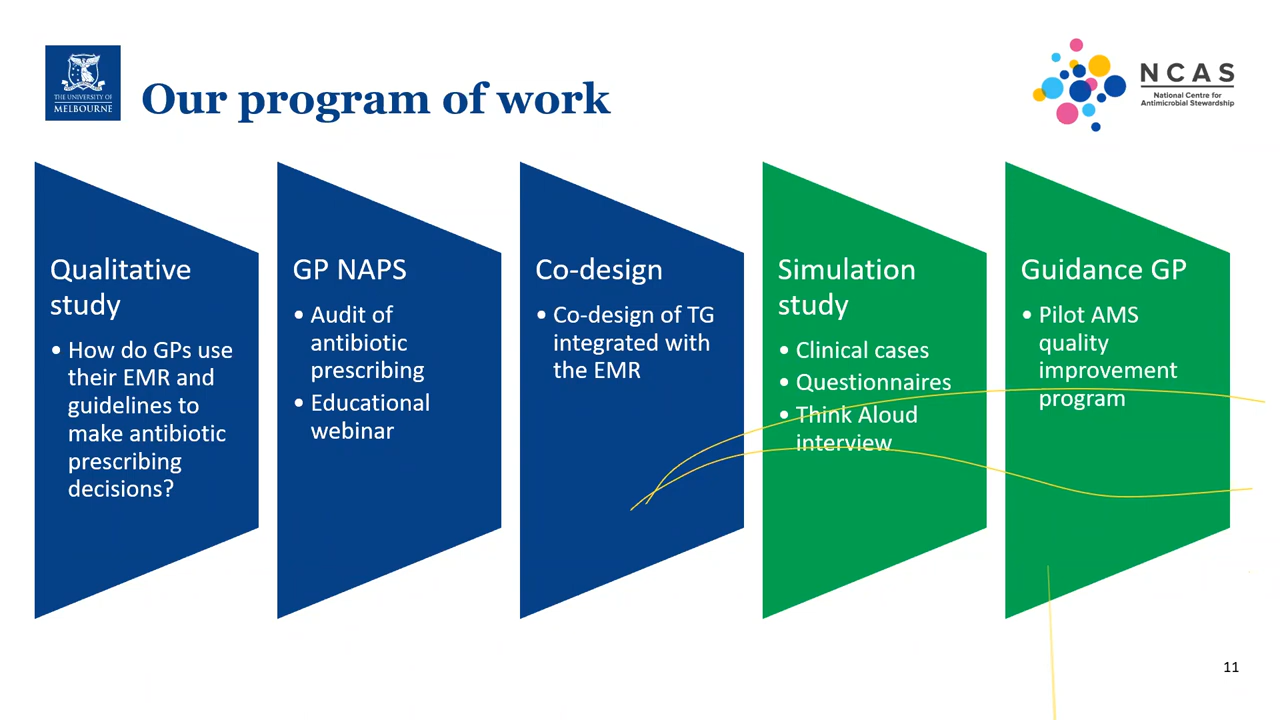 THE UNIVERSITY OF
MELBOURNE
Our program of work
NCAS
National Centre for
Antimicrobial Stewardship
Qualitative
study
• How do GPs use
their EMR and
guidelines to
make antibiotic
prescribing
decisions?
GP NAPS
• Audit of
antibiotic
prescribing
• Educational
webinar
Co-design
• Co-design of TG
integrated with
the EMR
Simulation
study
• Clinical cases
• Questionnaires
• Think Aloud
interview
Guidance GP
• Pilot AMS
quality
improvement
program
11